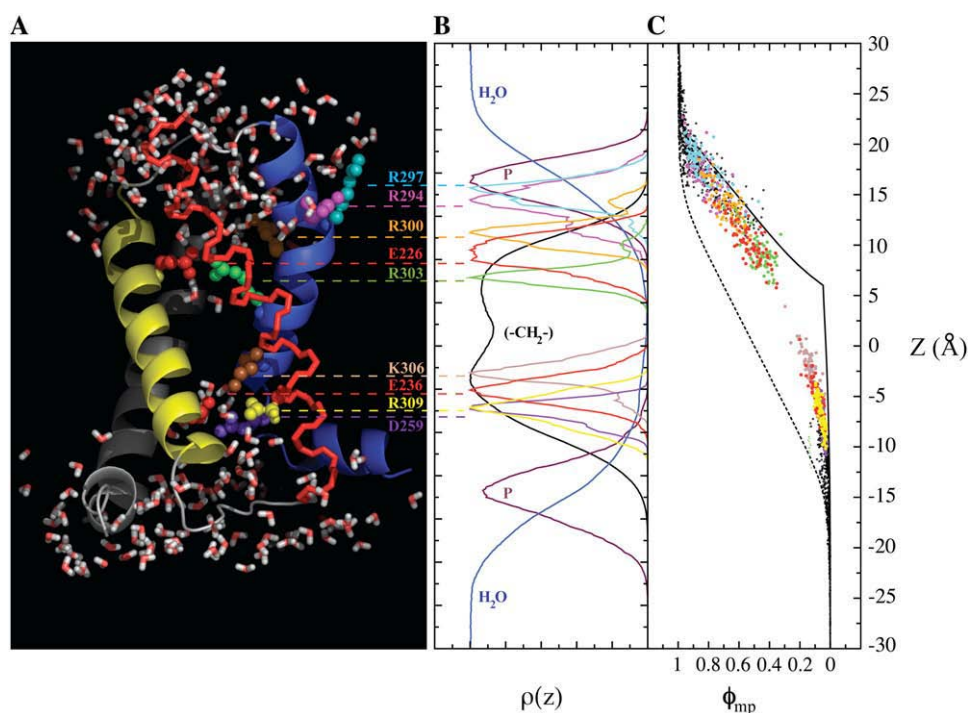 A
B
C
R297
R294
R300
E226
R303
K306
E236
R309
D259
H₂O
P
(-CH₂-)
P
H₂O
ρ(z)
30
25
20
15
10
5
0
-5
-10
-15
-20
-25
-30
Z (Å)
1 0.8 0.6 0.4 0.2 0
ϕmp